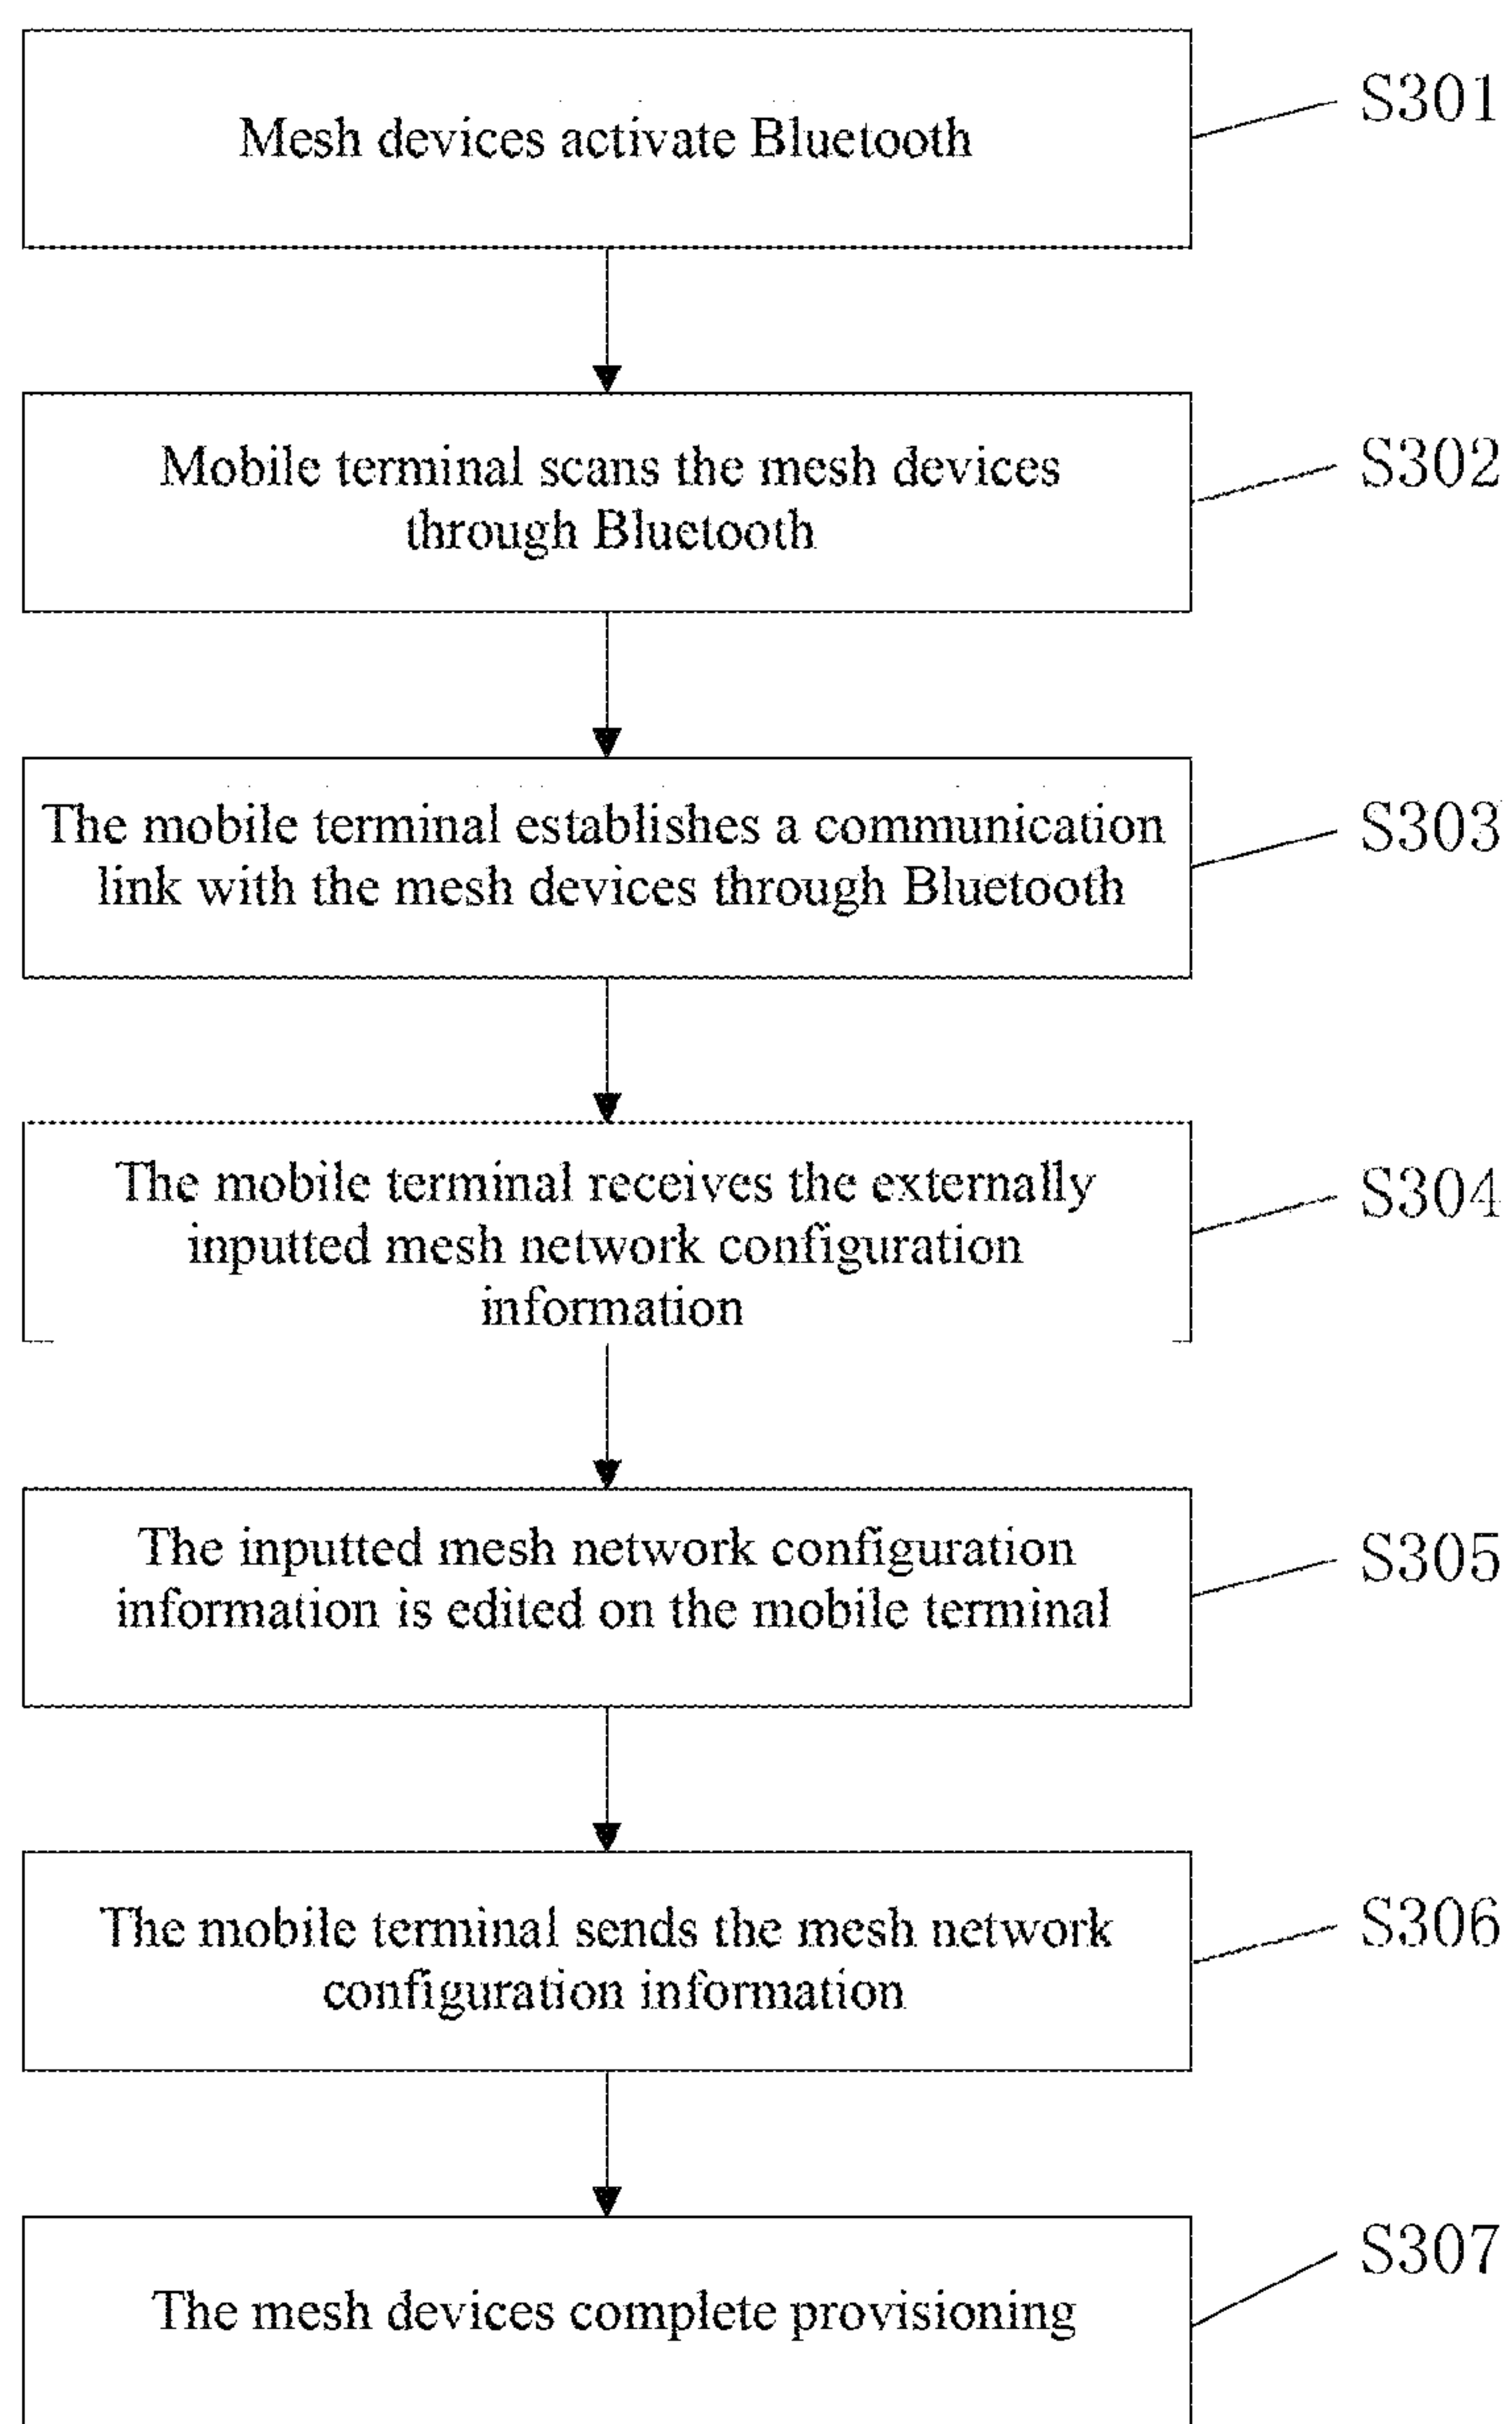 Mesh devices activate Bluetooth
S301
Mobile terminal scans the mesh devices
through Bluetooth
S302
The mobile terminal establishes a communication
link with the mesh devices through Bluetooth
S303
The mobile terminal receives the externally
inputted mesh network configuration
information
S304
The inputted mesh network configuration
information is edited on the mobile terminal
S305
The mobile terminal sends the mesh network
configuration information
S306
The mesh devices complete provisioning
S307